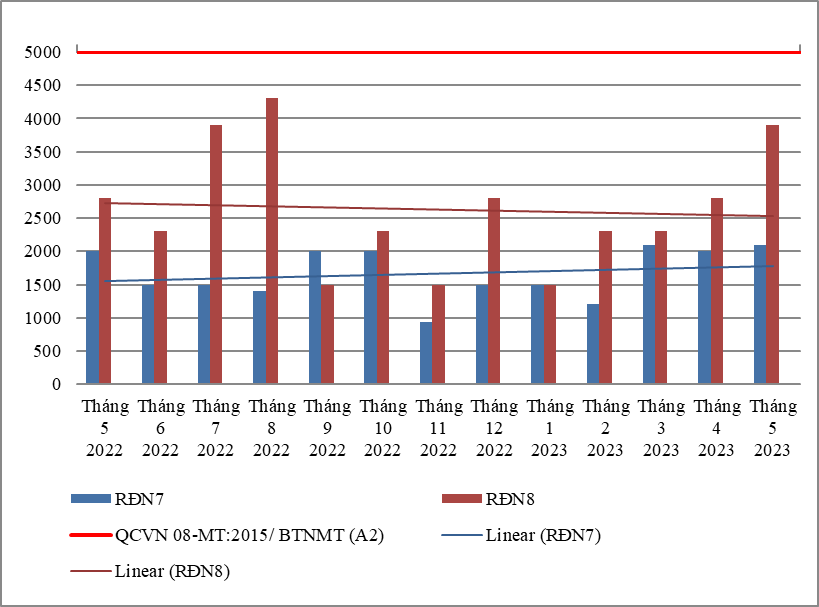 5000
4500
4000
3500
3000
2500
2000
1500
1000
500
0
Tháng Tháng Tháng Tháng Tháng Tháng Tháng Tháng Tháng Tháng Tháng Tháng Tháng
5 6 7 8 9 10 11 12 1 2 3 4 5
2022 2022 2022 2022 2022 2022 2022 2022 2023 2023 2023 2023 2023
RĐN7 RĐN8
QCVN 08-MT:2015/ BTNMT (A2) Linear (RĐN7)
Linear (RĐN8)